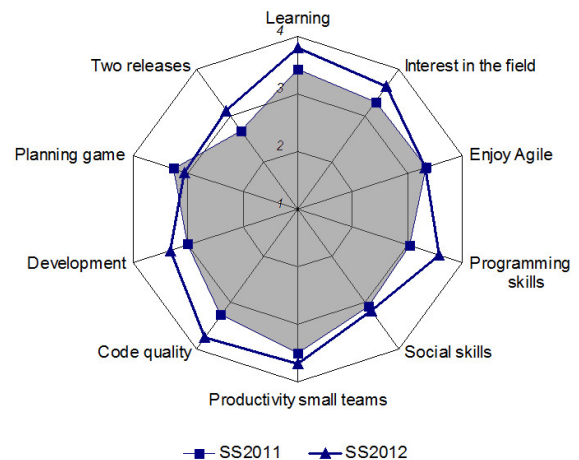 Learning
4
Two releases
Interest in the field
3
Planning game
2
Enjoy Agile
1
Development
Programming
skills
Code quality
Social skills
Productivity small teams
SS2011
SS2012